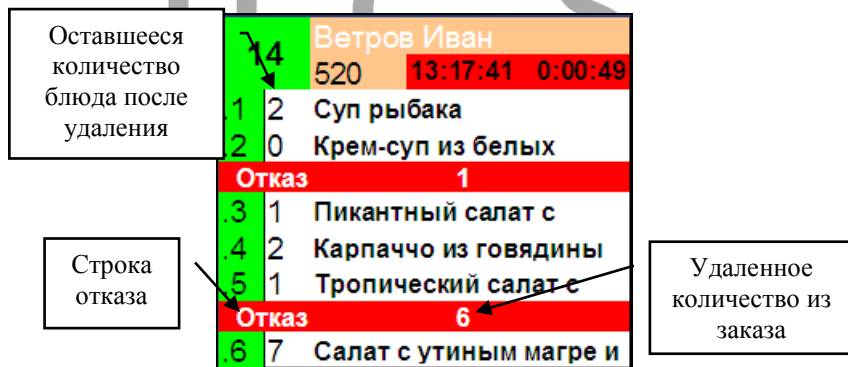 Оставшееся
количество
блюда после
удаления
14
Ветров Иван
520 13:17:41 0:00:49
.1 2 Суп рыбака
.2 0 Крем-суп из белых
Отказ 1
.3 1 Пикантный салат с
.4 2 Карпаччо из говядины
.5 1 Тропический салат с
Отказ 6
.6 7 Салат с утиным магре и
Строка
отказа
Удаленное
количество из
заказа